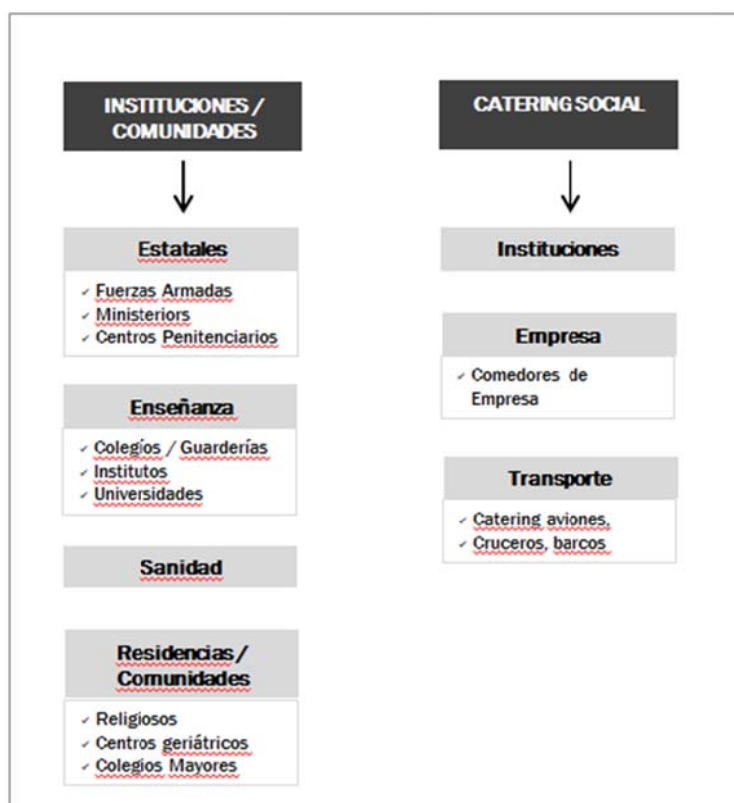 INSTITUCIONES /
COMUNIDADES
Estatales
✓ Fuerzas Armadas
✓ Ministeriors
✓ Centros Penitenciarios
Enseñanza
✓ Colegíos / Guarderías
✓ Institutos
✓ Universidades
Sanidad
Residencias /
Comunidades
✓ Religiosos
✓ Centros geriátricos
✓ Colegios Mayores
CATERING SOCIAL
Instituciones
Empresa
✓ Comedores de
Empresa
Transporte
✓ Catering aviones,
✓ Cruceros, barcos